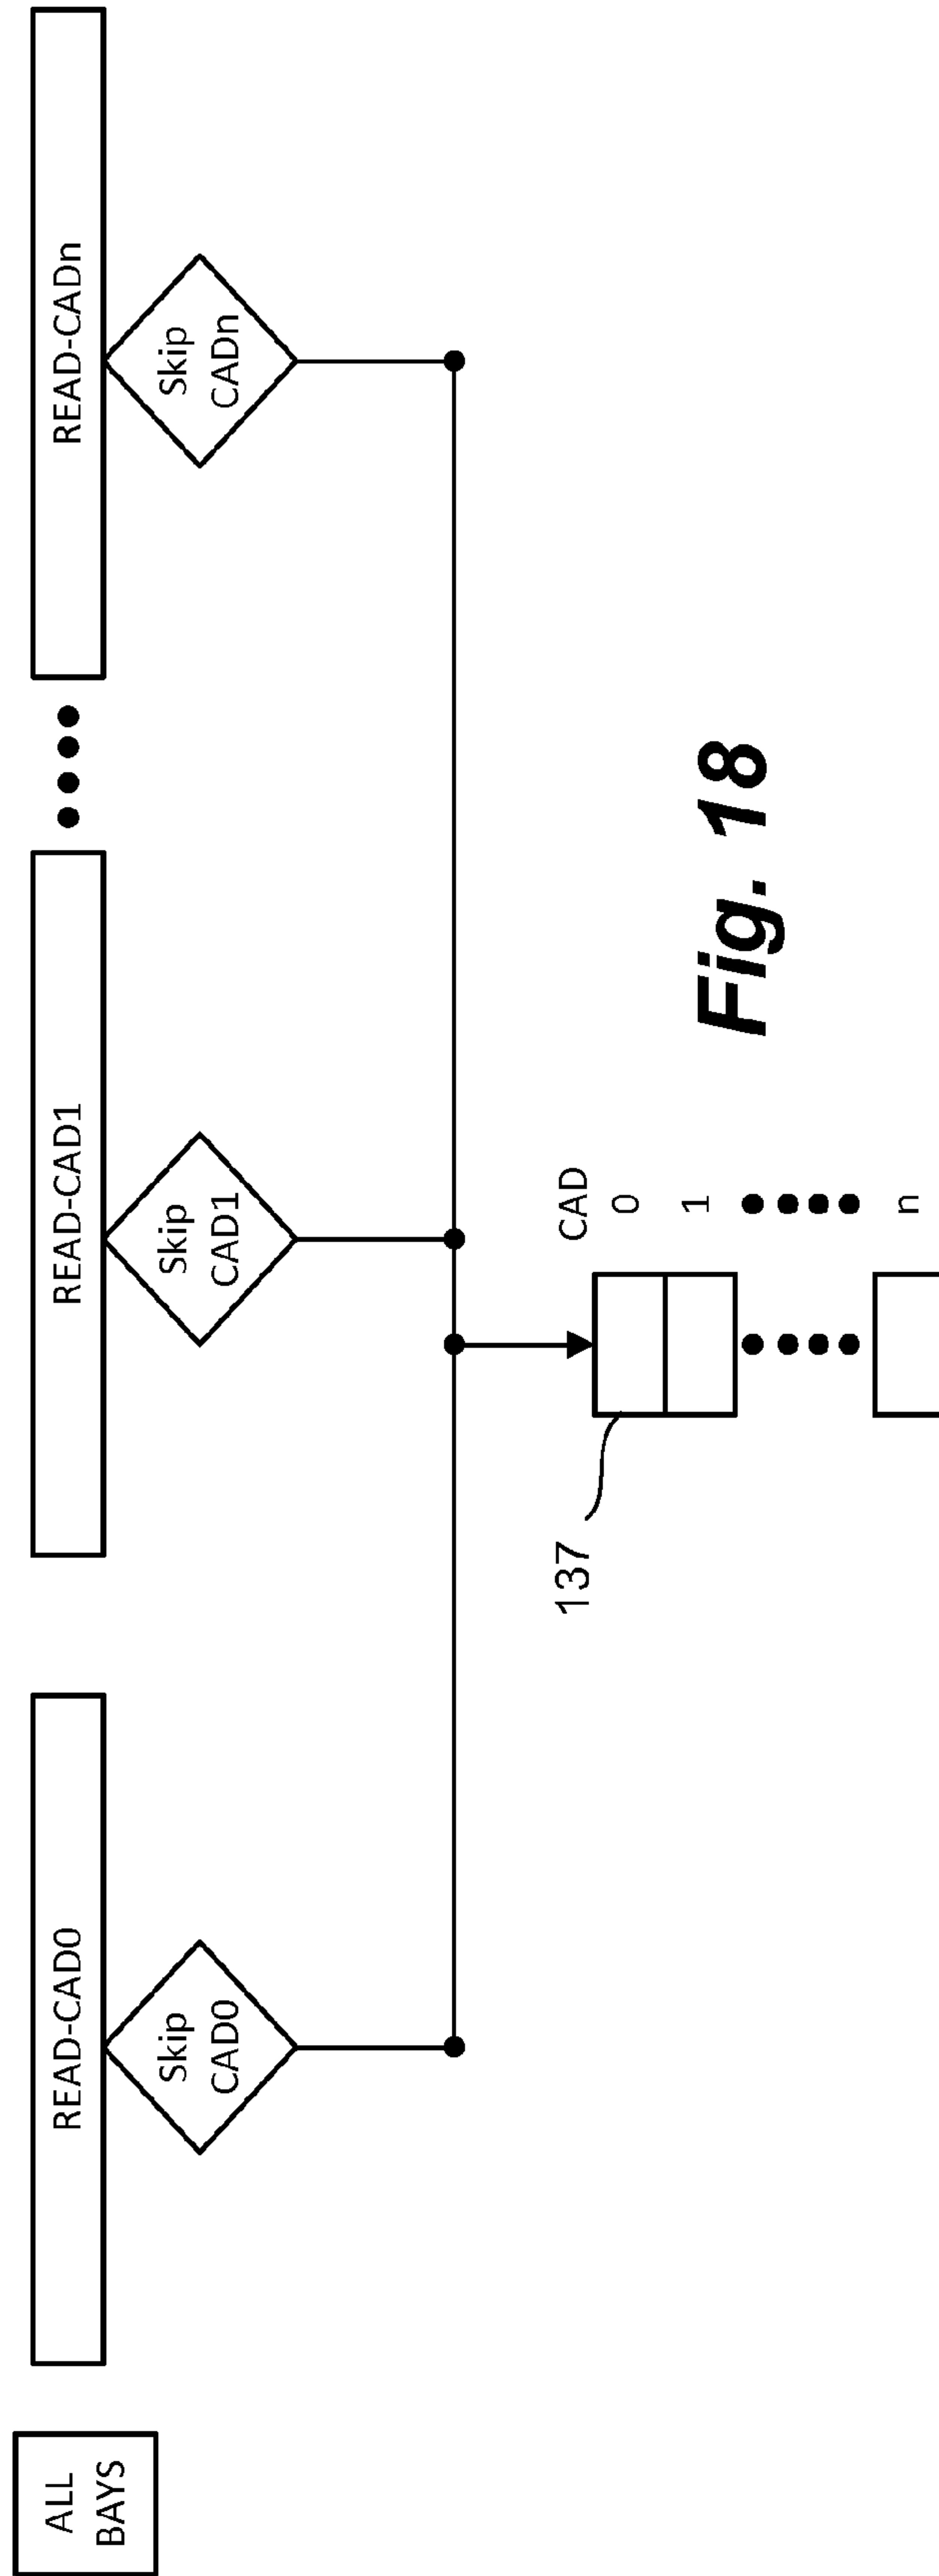 ALL
BAYS
READ-CAD0
READ-CAD1
READ-CADn
Skip
CAD0
Skip
CAD1
Skip
CADn
137
CAD
0
1
n
Fig. 18